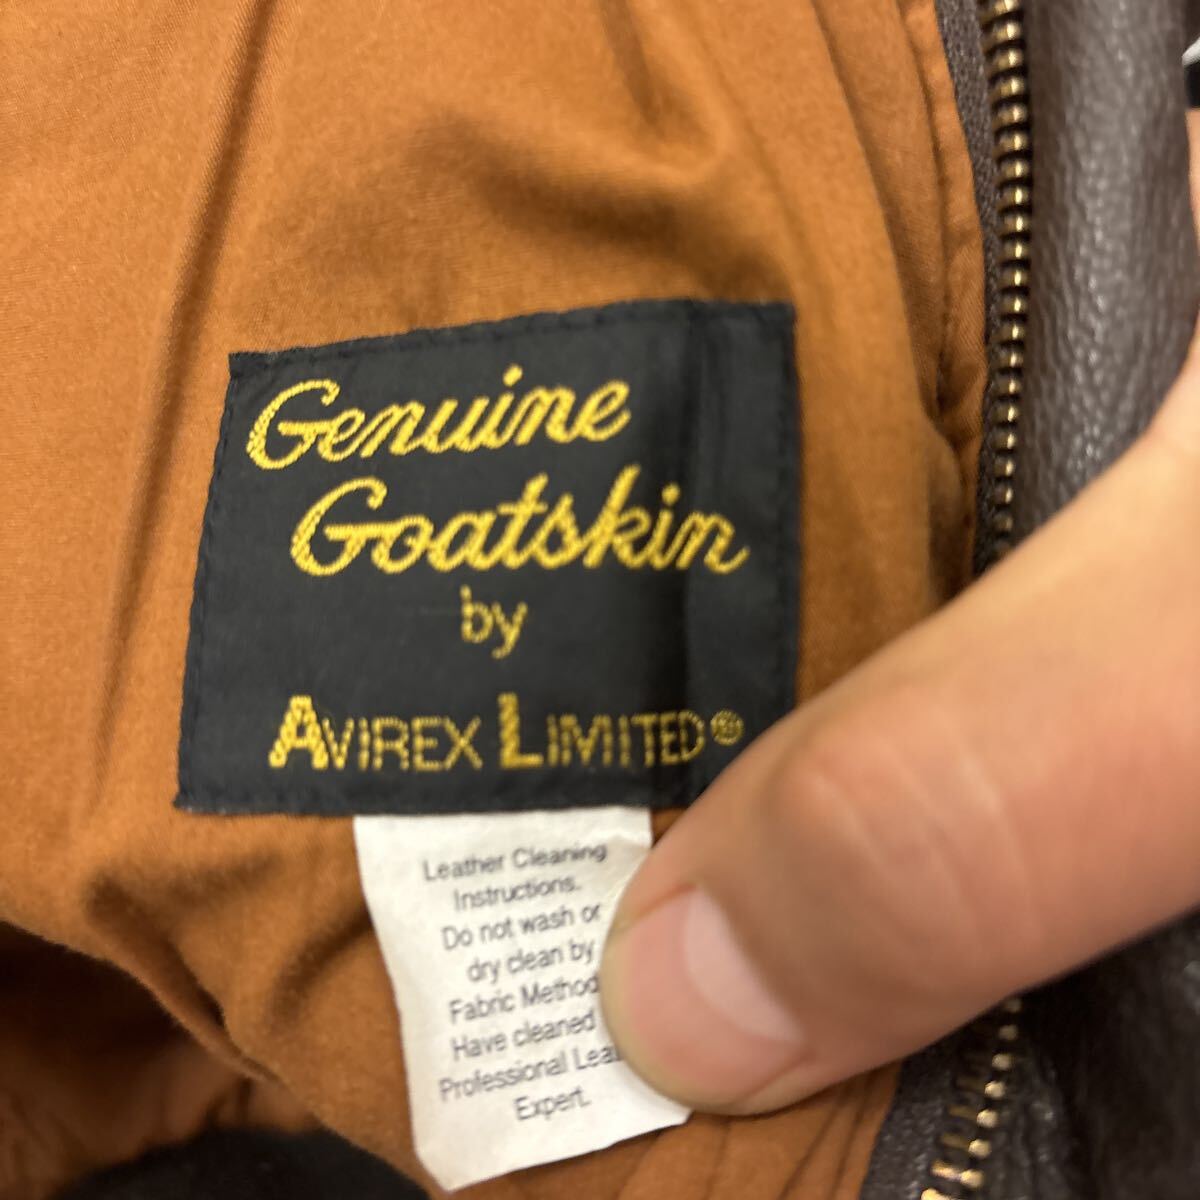 Genuine
Goatskin
by
AVIREX LIMITED®
Leather Cleaning
Instructions.
Do not wash or
dry clean by
Fabric Method
Have cleaned
Professional
Expert.